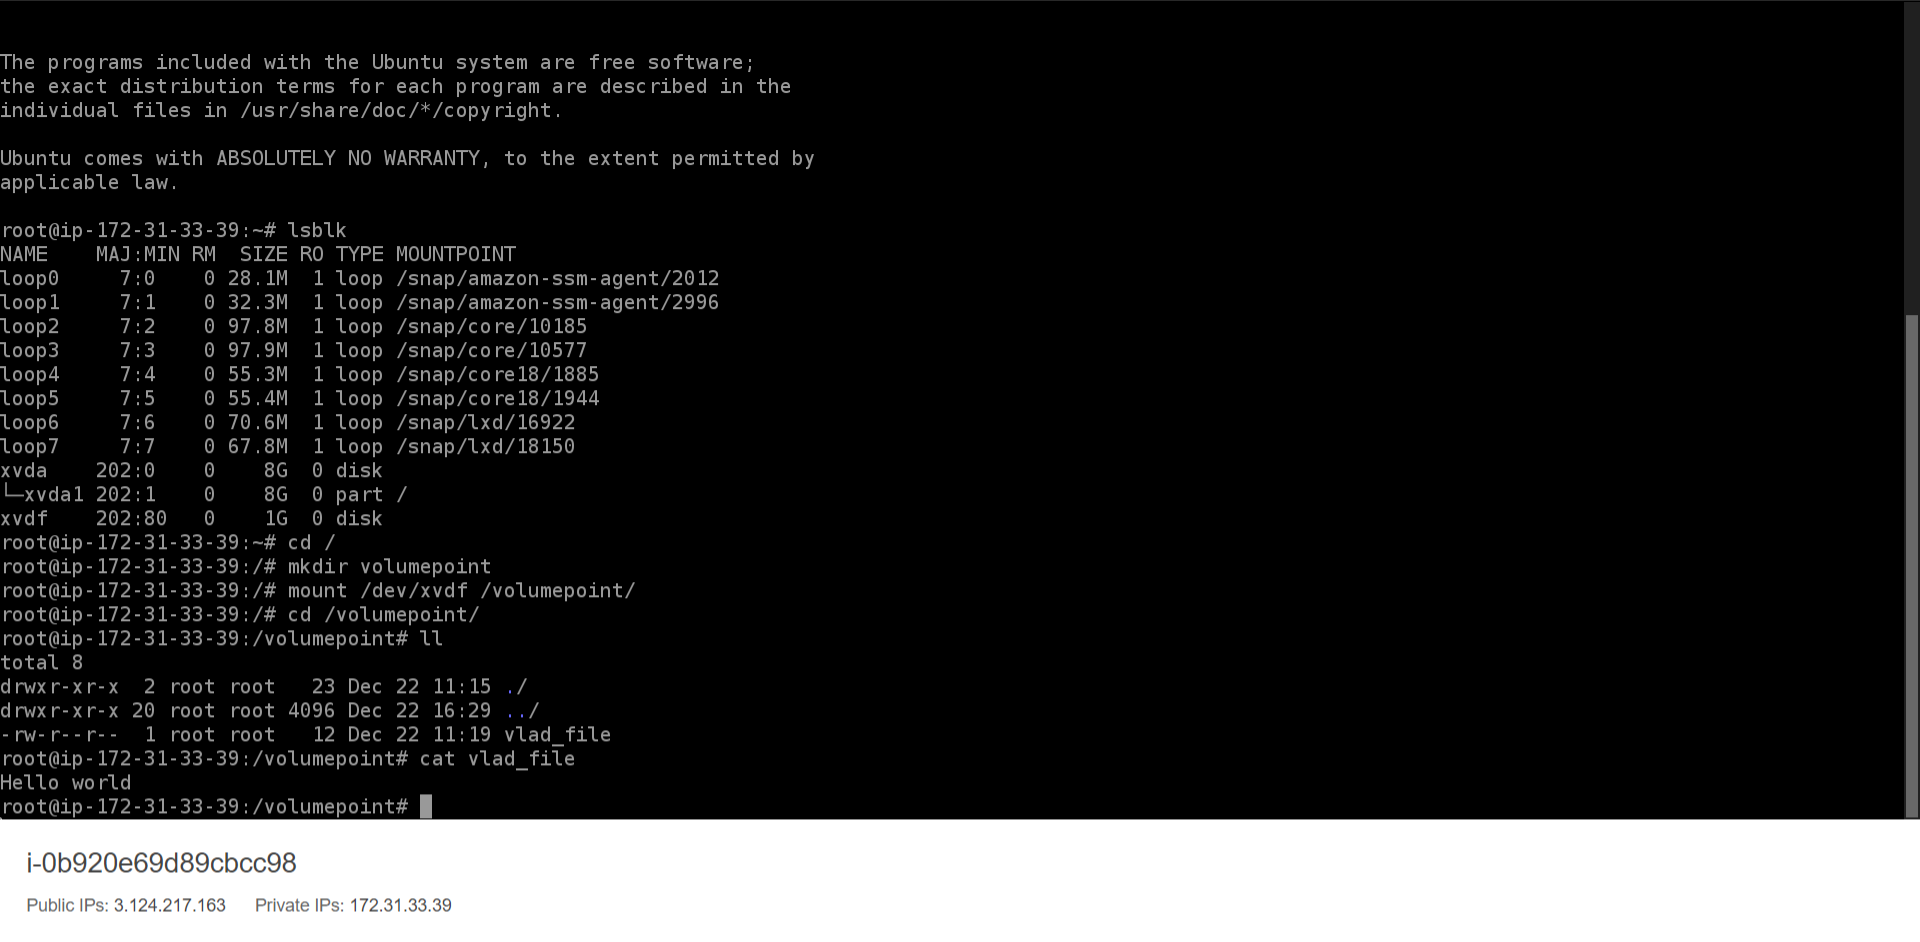 The programs included with the Ubuntu system are free software;
the exact distribution terms for each program are described in the
individual files in /usr/share/doc/*/copyright.
Ubuntu comes with ABSOLUTELY NO WARRANTY, to the extent permitted by
applicable law.
root@ip-172-31-33-39:~# lsblk
NAME    MAJ:MIN RM  SIZE RO TYPE MOUNTPOINT
loop0     7:0    0 28.1M  1 loop /snap/amazon-ssm-agent/2012
loop1     7:1    0 32.3M  1 loop /snap/amazon-ssm-agent/2996
loop2     7:2    0 97.8M  1 loop /snap/core/10185
loop3     7:3    0 97.9M  1 loop /snap/core/10577
loop4     7:4    0 55.3M  1 loop /snap/core18/1885
loop5     7:5    0 55.4M  1 loop /snap/core18/1944
loop6     7:6    0 70.6M  1 loop /snap/lxd/16922
loop7     7:7    0 67.8M  1 loop /snap/lxd/18150
xvda    202:0    0    8G  0 disk
└─xvda1 202:1    0    8G  0 part /
xvdf    202:80   0    1G  0 disk
root@ip-172-31-33-39:~# cd /
root@ip-172-31-33-39:/# mkdir volumepoint
root@ip-172-31-33-39:/# mount /dev/xvdf /volumepoint/
root@ip-172-31-33-39:/# cd /volumepoint/
root@ip-172-31-33-39:/volumepoint# ll
total 8
drwxr-xr-x  2 root root   23 Dec 22 11:15 ./
drwxr-xr-x 20 root root 4096 Dec 22 16:29 ../
-rw-r--r--  1 root root   12 Dec 22 11:19 vlad_file
root@ip-172-31-33-39:/volumepoint# cat vlad_file
Hello world
root@ip-172-31-33-39:/volumepoint#
i-0b920e69d89cbcc98
Public IPs: 3.124.217.163    Private IPs: 172.31.33.39